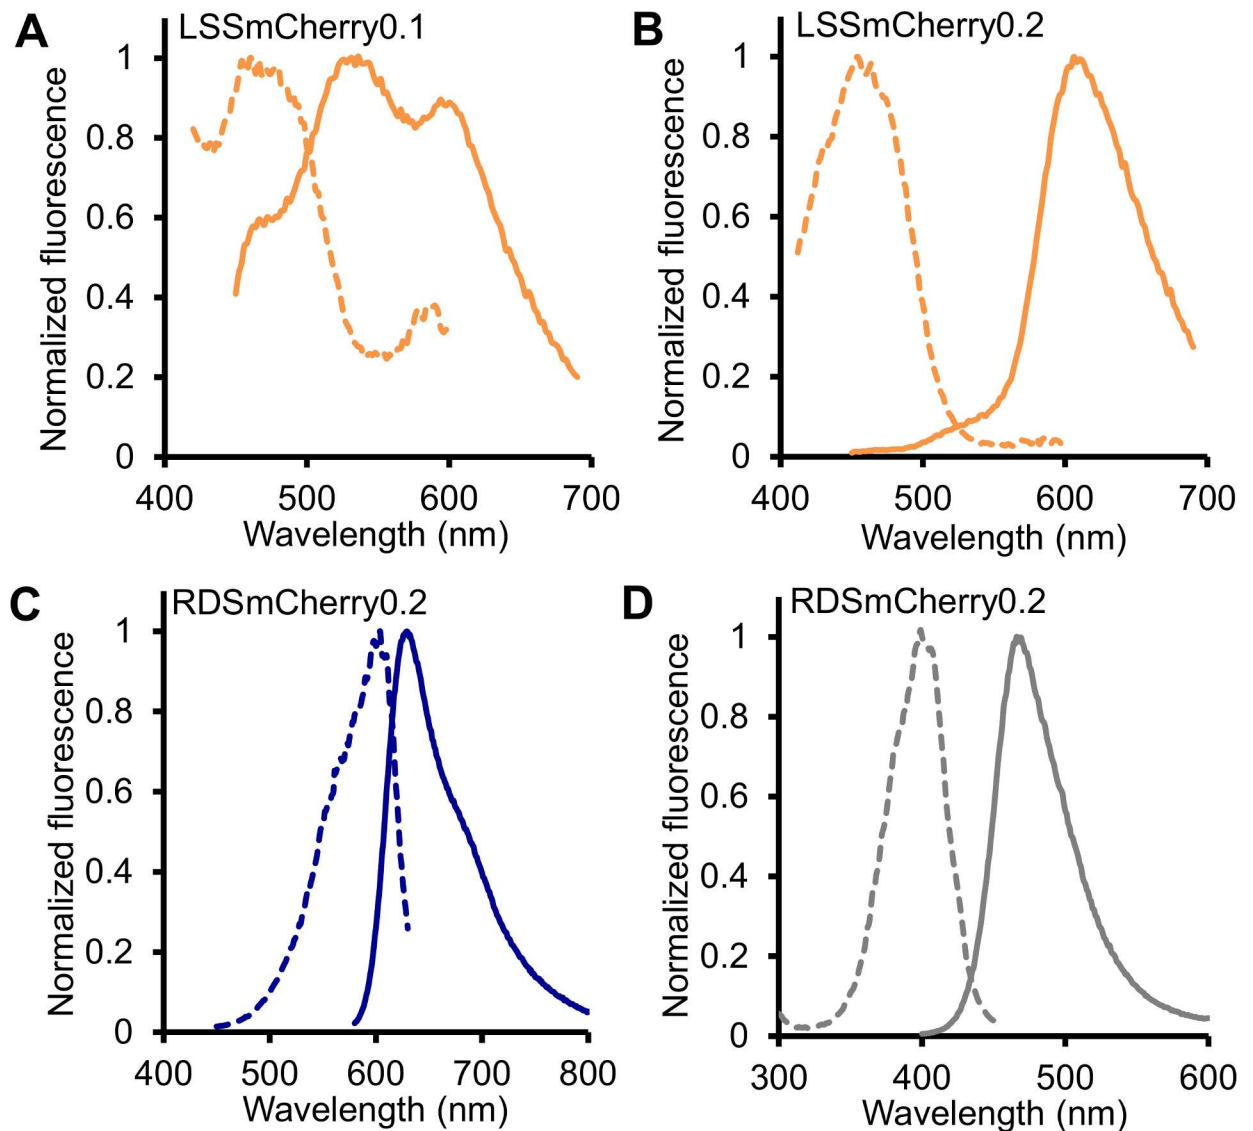 A
LSSmCherry0.1
Normalized fluorescence
1
0.8
0.6
0.4
0.2
0
400 500 600 700
Wavelength (nm)
B
LSSmCherry0.2
Normalized fluorescence
1
0.8
0.6
0.4
0.2
0
400 500 600 700
Wavelength (nm)
C
RDSmCherry0.2
Normalized fluorescence
1
0.8
0.6
0.4
0.2
0
400 500 600 700 800
Wavelength (nm)
D
RDSmCherry0.2
Normalized fluorescence
1
0.8
0.6
0.4
0.2
0
300 400 500 600
Wavelength (nm)